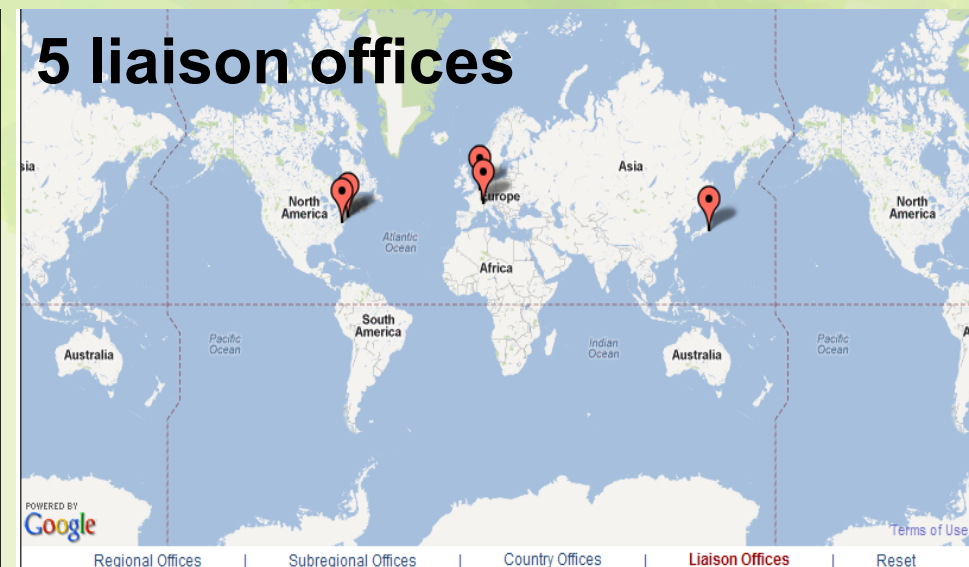 5 liaison offices
sia
Asia
North
America
Europe
North
America
Atlantic
Ocean
Africa
South
America
Pacific
Ocean
Indian
Ocean
Pacific
Ocean
Australia
Australia
A
POWERED BY
Google
Terms of Use
Regional Offices | Subregional Offices | Country Offices | Liaison Offices | Reset